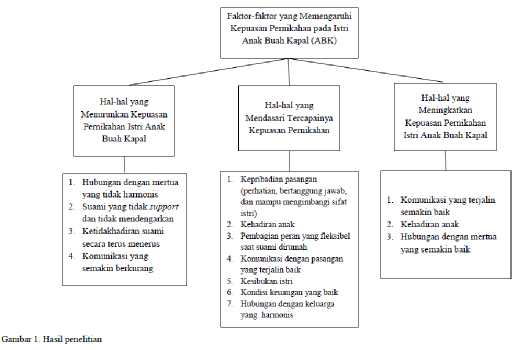 Faktor-faktor yang Memengaruhi
Kepuasan Pernikahan pada Istri
Anak Buah Kapal (ABK)
Hal-hal yang
Menurunkan Kepuasan
Pernikahan Istri Anak
Buah Kapal
Hal-hal yang
Mendasari Tercapainya
Kepuasan Pernikahan
Hal-hal yang
Meningkatkan
Kepuasan Pernikahan
Istri Anak Buah Kapal
1. Hubungan dengan mertua
yang tidak harmonis
2. Suami yang tidak support
dan tidak mendengarkan
3. Ketidakhadiran suami
secara terus menerus
4. Komunikasi yang
semakin berkurang
1. Kepribadian pasangan
(perhatian, bertanggung jawab,
dan mampu mengimbangi sifat
istri)
2. Kehadiran anak
3. Pembagian peran yang fleksibel
saat suami dirumah
4. Komunikasi dengan pasangan
yang terjalin baik
5. Kesibukan istri
6. Kondisi keuangan yang baik
7. Hubungan dengan keluarga
yang harmonis
1. Komunikasi yang terjalin
semakin baik
2. Kehadiran anak
3. Hubungan dengan mertua
yang semakin baik
Gambar 1. Hasil penelitian